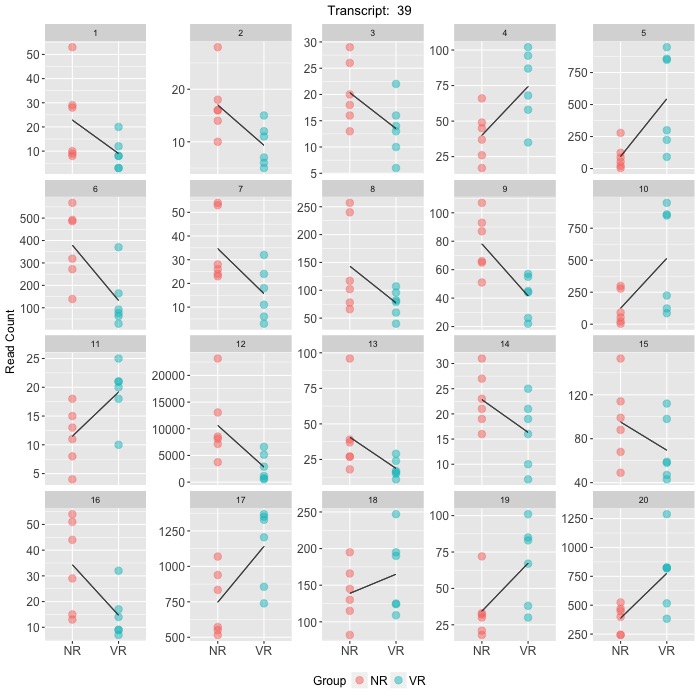 Transcript: 39
1 2 3 4 5
50 40 30 20 10
20 10
30 25 20 15 10 5
100 75 50 25
750 500 250 0
6 7 8 9 10
500 400 300 200 100
50 40 30 20 10
250 200 150 100 50
100 80 60 40 20
750 500 250 0
Read Count
11 12 13 14 15
25 20 15 10 5
20000 15000 10000 5000 0
100 75 50 25
30 25 20 15 10
120 80 40
16 17 18 19 20
50 40 30 20 10
1250 1000 750 500
250 200 150 100
100 75 50 25
1250 1000 750 500 250
NR VR NR VR NR VR NR VR NR VR
Group NR VR